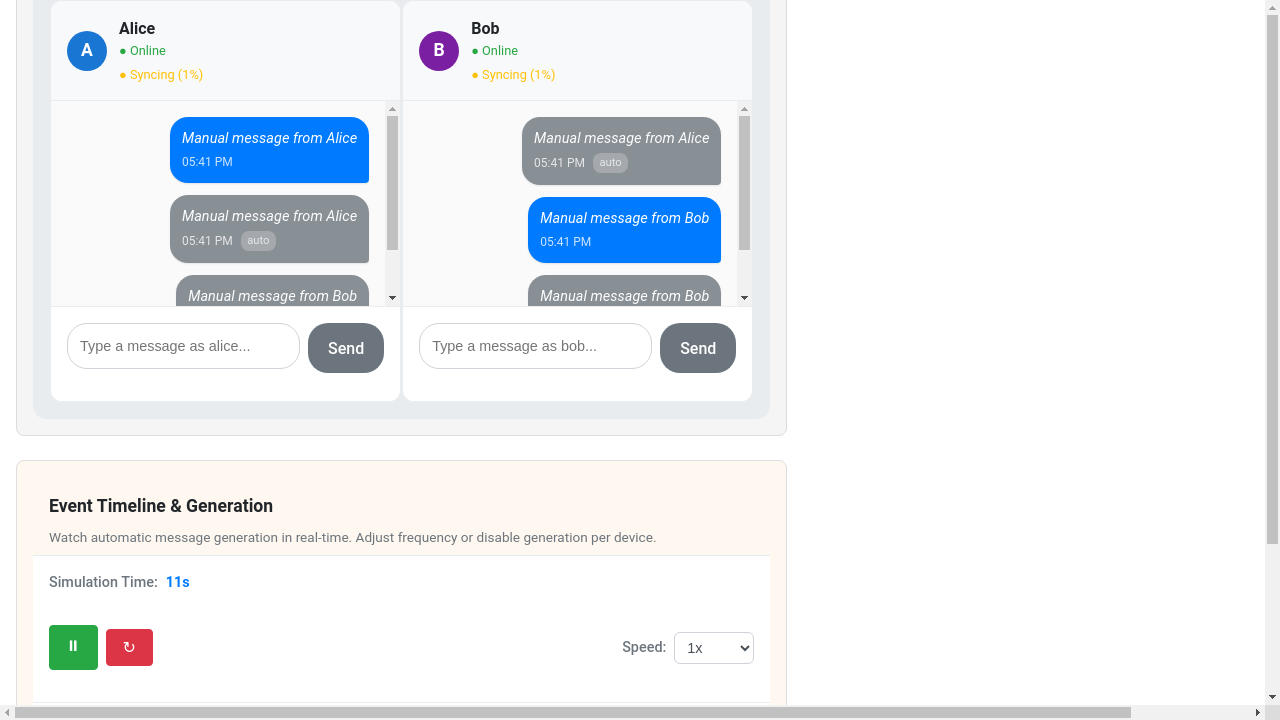 A
Alice
● Online
● Syncing (1%)
Manual message from Alice
05:41 PM
Manual message from Alice
05:41 PM auto
Manual message from Bob
Type a message as alice...
Send
B
Bob
● Online
● Syncing (1%)
Manual message from Alice
05:41 PM auto
Manual message from Bob
05:41 PM
Manual message from Bob
Type a message as bob...
Send
Event Timeline & Generation
Watch automatic message generation in real-time. Adjust frequency or disable generation per device.
Simulation Time: 11s
⏸ ↻ Speed: 1x